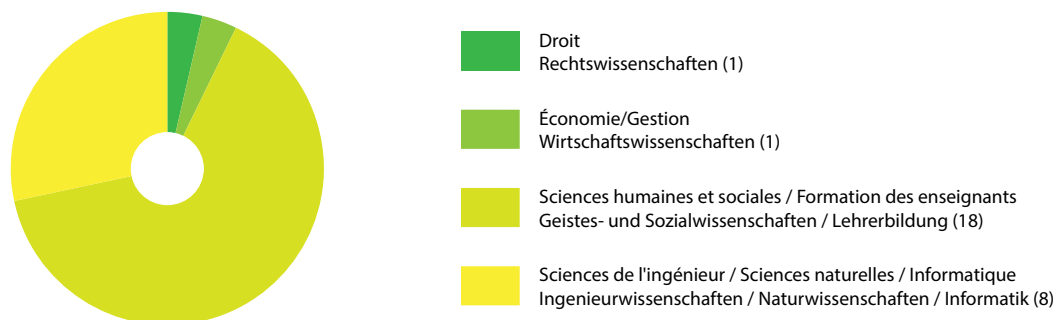 Droit
Rechtswissenschaften (1)
Économie/Gestion
Wirtschaftswissenschaften (1)
Sciences humaines et sociales / Formation des enseignants
Geistes- und Sozialwissenschaften / Lehrerbildung (18)
Sciences de l'ingénieur / Sciences naturelles / Informatique
Ingenieurwissenschaften / Naturwissenschaften / Informatik (8)